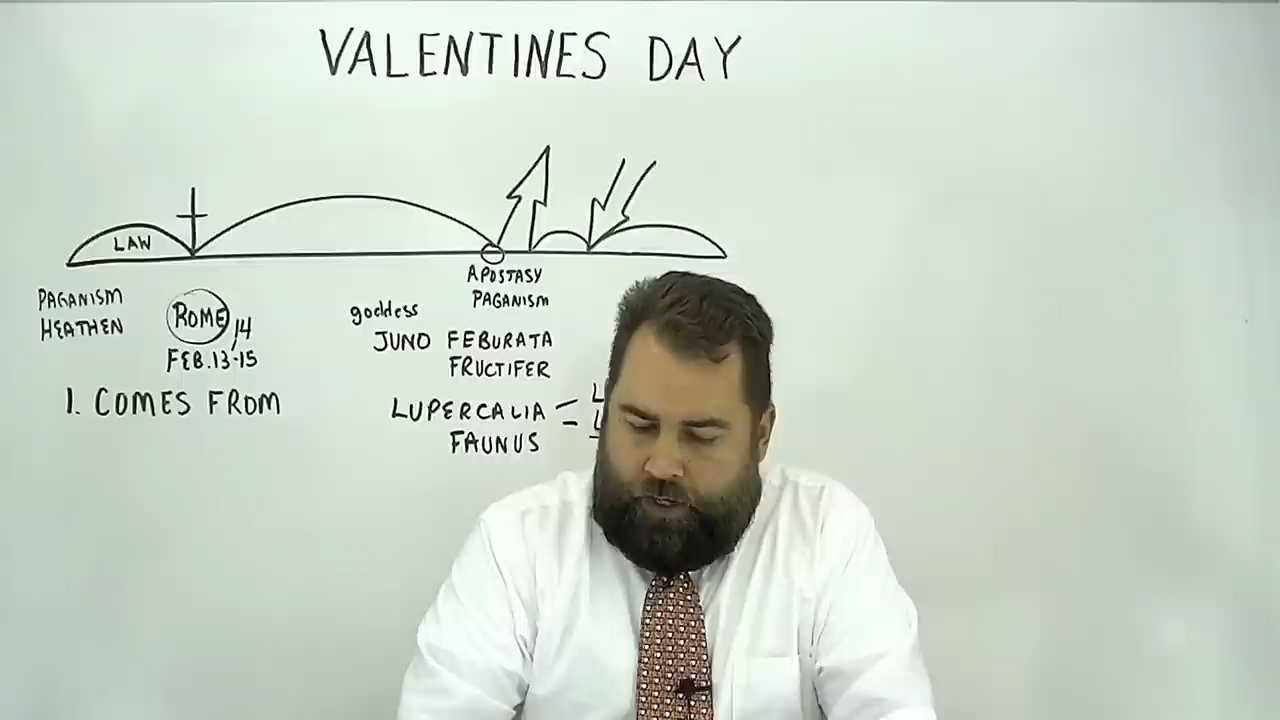 VALENTINES DAY
LAW
APOSTASY
PAGANISM
PAGANISM
HEATHEN
ROME
14
FEB.13-15
goddess
JUNO FEBURATA
FRUCTIFER
1. COMES FROM
LUPERCALIA
FAUNUS